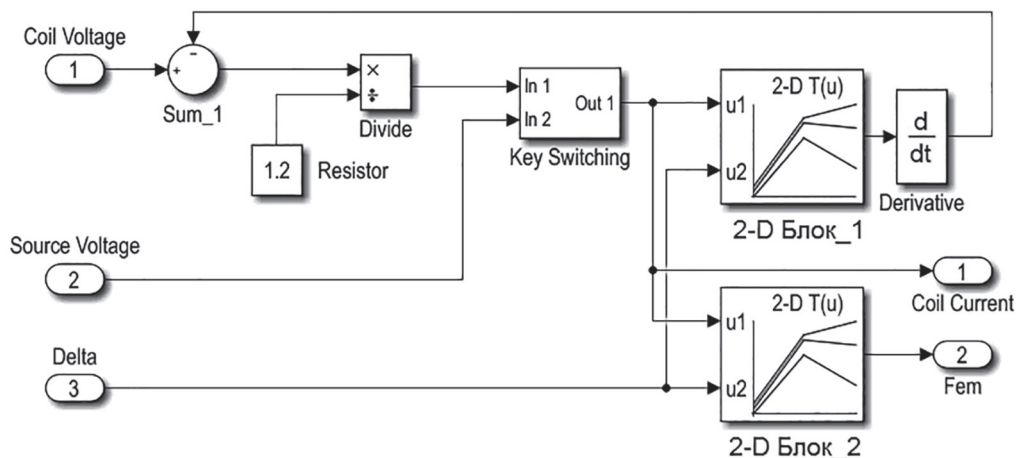 Coil Voltage
1
+
−
Sum_1
×
÷
Divide
1.2
Resistor
In 1
In 2
Out 1
Key Switching
2-D T(u)
u1
u2
2-D Блок_1
d
dt
Derivative
Source Voltage
2
1
Coil Current
Delta
3
2-D T(u)
u1
u2
2-D Блок_2
2
Fem